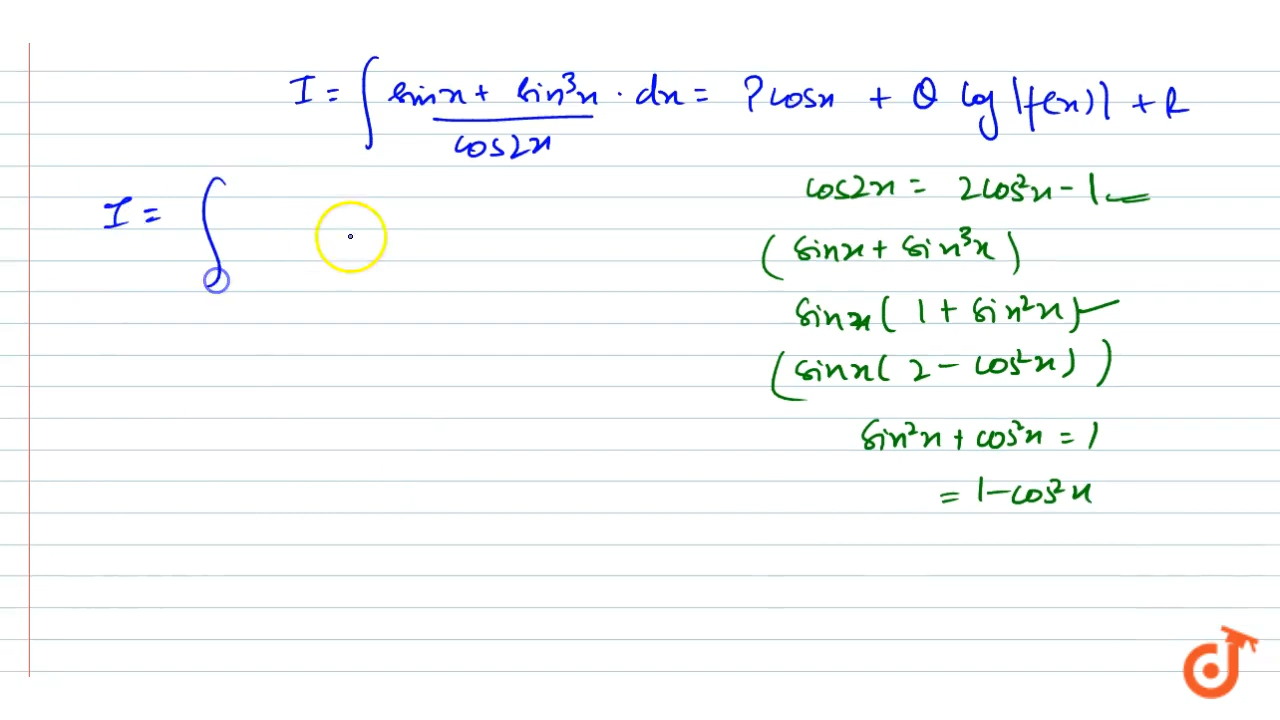 I = ∫ sinx + sin³x / cos2x · dx = P cosx + Q log |f(x)| + R
cos2x = 2cos²x - 1
I = ∫
(sinx + sin³x)
sinx ( 1 + sin²x)
(sinx ( 2 - cos²x) )
sin²x + cos²x = 1
= 1 - cos²x